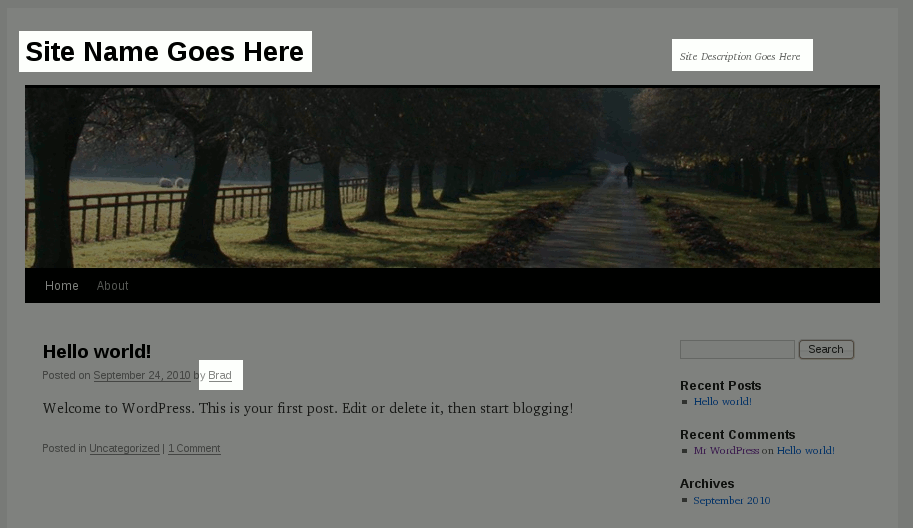 Site Name Goes Here
Site Description Goes Here
Home About
Hello world!
Posted on September 24, 2010 by Brad
Welcome to WordPress. This is your first post. Edit or delete it, then start blogging!
Posted in Uncategorized | 1 Comment
Search
Recent Posts
Hello world!
Recent Comments
Mr WordPress on Hello world!
Archives
September 2010